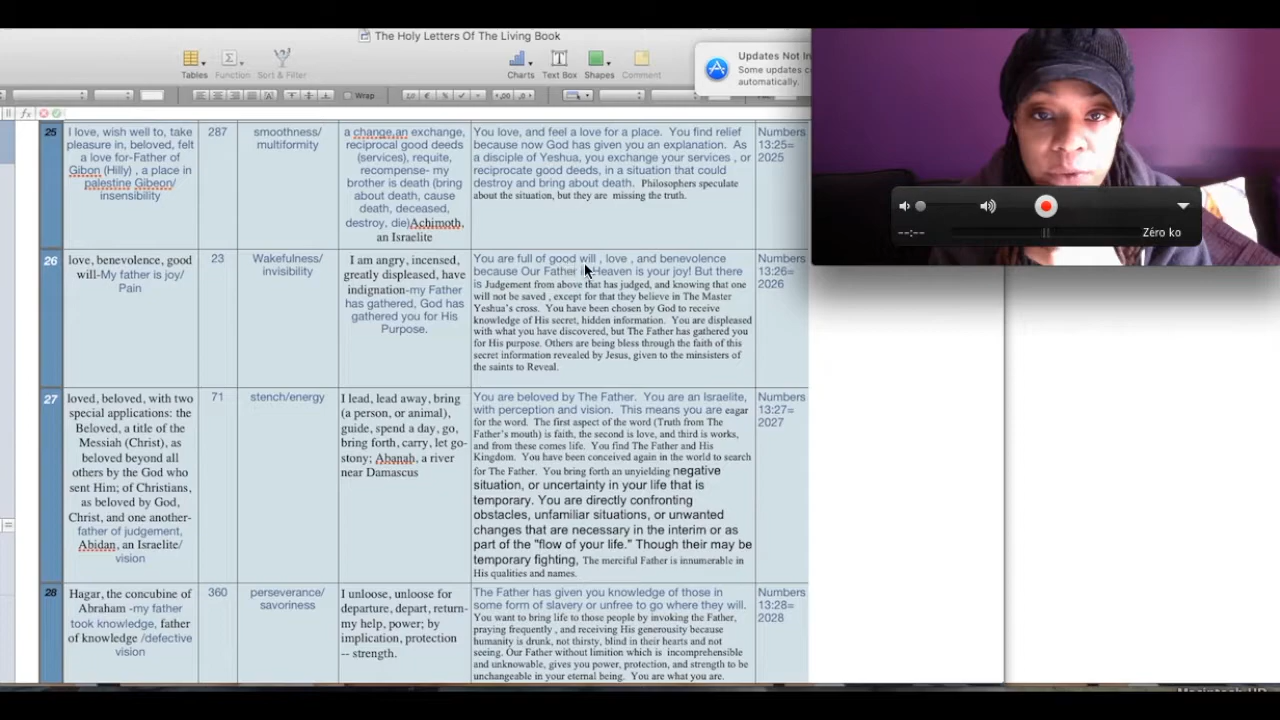 The Holy Letters Of The Living Book
Tables
Function
Sort & Filter
Charts
Text Box
Shapes
Comment
Updates Not In
Some updates c
automatically.
Wrap
fx
25
I love, wish well to, take
pleasure in, beloved, felt
a love for-Father of
Gibon (Hilly) , a place in
palestine Gibeon/
insensibility
287
smoothness/
multiformity
a change,an exchange,
reciprocal good deeds
(services), requite,
recompense- my
brother is death (bring
about death, cause
death, deceased,
destroy, die)Achimoth,
an Israelite
You love, and feel a love for a place.  You find relief
because now God has given you an explanation.  As
a disciple of Yeshua, you exchange your services , or
reciprocate good deeds, in a situation that could
destroy and bring about death.  Philosophers speculate
about the situation, but they are  missing the truth.
Numbers
13:25=
2025
26
love, benevolence, good
will-My father is joy/
Pain
23
Wakefulness/
invisibility
I am angry, incensed,
greatly displeased, have
indignation-my Father
has gathered, God has
gathered you for His
Purpose.
You are full of good will , love , and benevolence
because Our Father in Heaven is your joy! But there
is Judgement from above that has judged, and knowing that one
will not be saved , except for that they believe in The Master
Yeshua's cross.  You have been chosen by God to receive
knowledge of His secret, hidden information.  You are displeased
with what you have discovered, but The Father has gathered you
for His purpose. Others are being bless through the faith of this
secret information revealed by Jesus, given to the minsisters of
the saints to Reveal.
Numbers
13:26=
2026
27
loved, beloved, with two
special applications: the
Beloved, a title of the
Messiah (Christ), as
beloved beyond all
others by the God who
sent Him; of Christians,
as beloved by God,
Christ, and one another-
father of judgement,
Abidan, an Israelite/
vision
71
stench/energy
I lead, lead away, bring
(a person, or animal),
guide, spend a day, go,
bring forth, carry, let go-
stony; Abanah, a river
near Damascus
You are beloved by The Father.  You are an Israelite,
with perception and vision.  This means you are eagar
for the word.  The first aspect of the word (Truth from The
Father's mouth) is faith, the second is love, and third is works,
and from these comes life.  You find The Father and His
Kingdom.  You have been conceived again in the world to search
for The Father.  You bring forth an unyielding negative
situation, or uncertainty in your life that is
temporary. You are directly confronting
obstacles, unfamiliar situations, or unwanted
changes that are necessary in the interim or as
part of the "flow of your life." Though their may be
temporary fighting, The merciful Father is innumerable in
His qualities and names.
Numbers
13:27=
2027
28
Hagar, the concubine of
Abraham -my father
took knowledge, father
of knowledge /defective
vision
360
perseverance/
savoriness
I unloose, unloose for
departure, depart, return-
my help, power; by
implication, protection
-- strength.
The Father has given you knowledge of those in
some form of slavery or unfree to go where they will.
You want to bring life to those people by invoking the Father,
praying frequently , and receiving His generousity because
humanity is drunk, not thirsty, blind in their hearts and not
seeing. Our Father without limition which is  incomprehensible
and unknowable, gives you power, protection, and strength to be
unchangeable in your eternal being.  You are what you are.
Numbers
13:28=
2028
--:--
Zéro ko